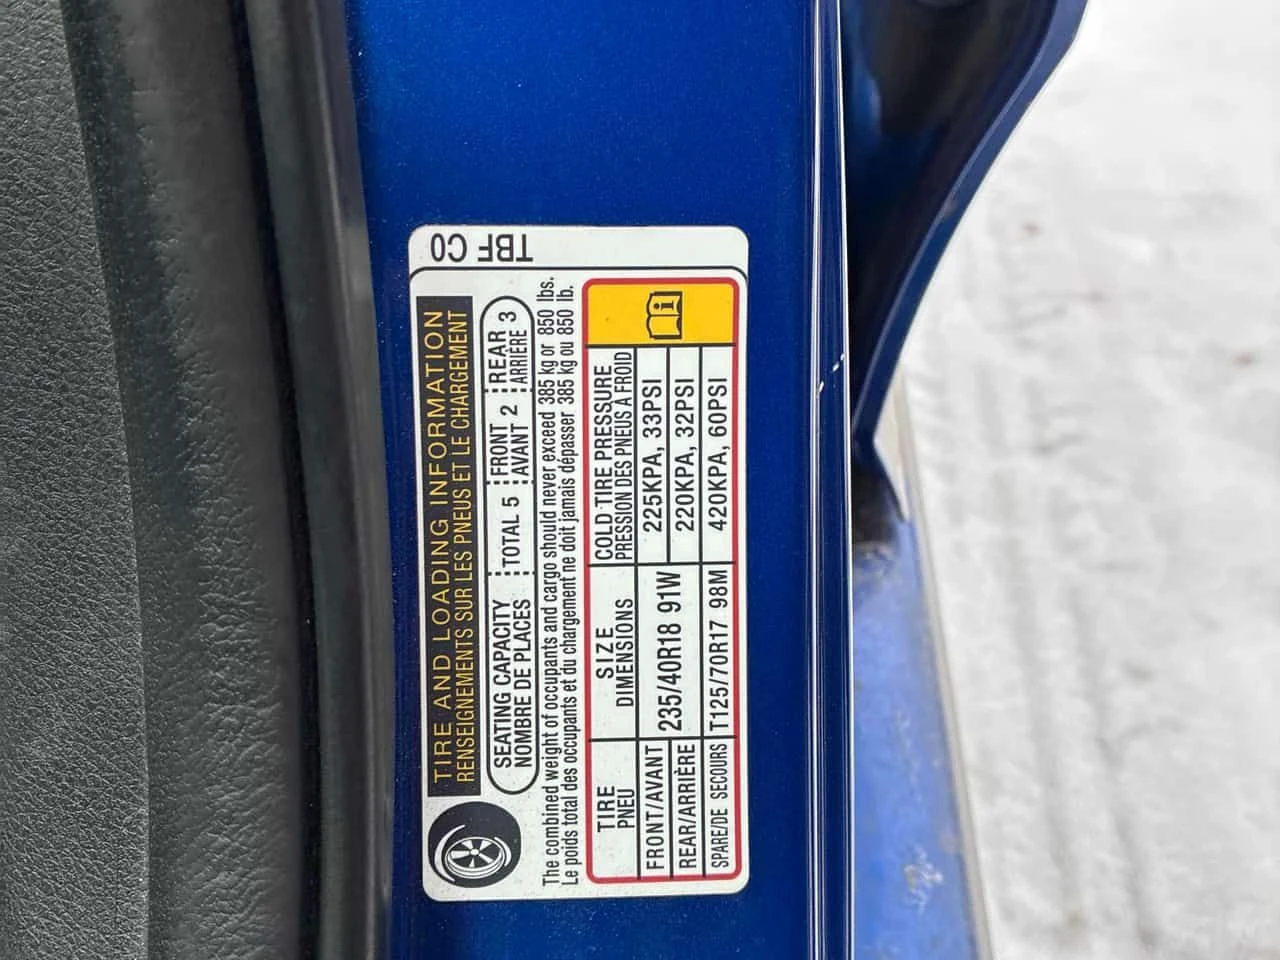 TBF C0
TIRE AND LOADING INFORMATION
RENSEIGNEMENTS SUR LES PNEUS ET LE CHARGEMENT
SEATING CAPACITY TOTAL 5 FRONT 2 REAR 3
NOMBRE DE PLACES AVANT 2 ARRIÈRE 3
The combined weight of occupants and cargo should never exceed 385 kg or 850 lbs.
Le poids total des occupants et du chargement ne doit jamais dépasser 385 kg ou 850 lb.
TIRE SIZE COLD TIRE PRESSURE
PNEU DIMENSIONS PRESSION DES PNEUS À FROID
FRONT/AVANT 235/40R18 91W 225KPA, 33PSI
REAR/ARRIÈRE 220KPA, 32PSI
SPARE/DE SECOURS T125/70R17 98M 420KPA, 60PSI